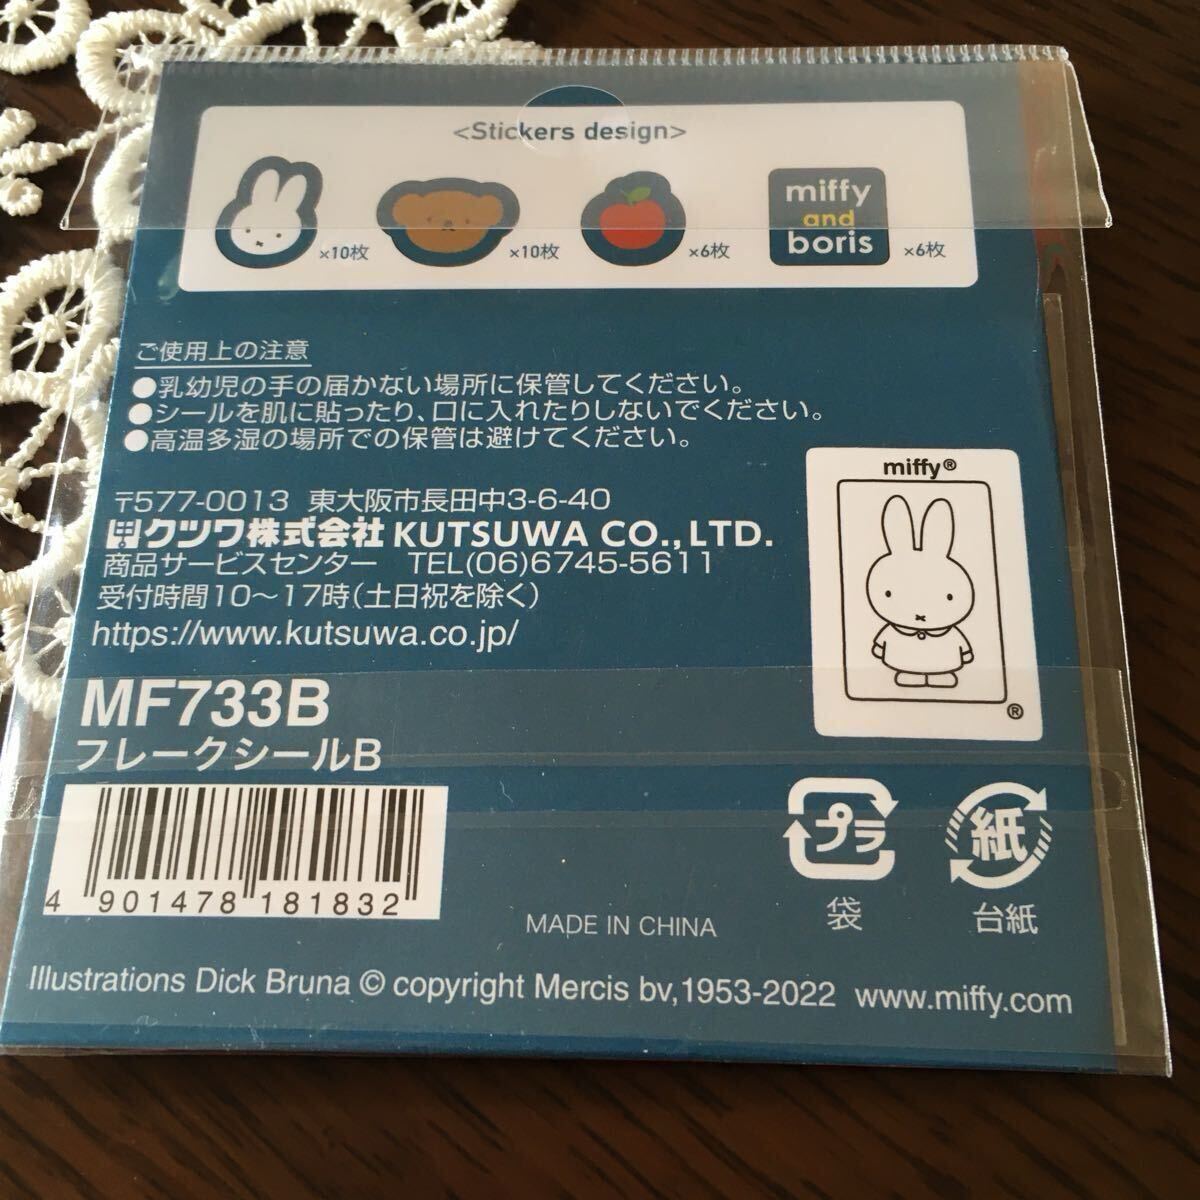 <Stickers design>
×10枚 ×10枚 ×6枚 miffy and boris ×6枚
ご使用上の注意
●乳幼児の手の届かない場所に保管してください。
●シールを肌に貼ったり、口に入れたりしないでください。
●高温多湿の場所での保管は避けてください。
〒577-0013 東大阪市長田中3-6-40
クツワ株式会社 KUTSUWA CO.,LTD.
商品サービスセンター TEL(06)6745-5611
受付時間10〜17時(土日祝を除く)
https://www.kutsuwa.co.jp/
miffy®
®
MF733B
フレークシールB
4 901478 181832
プラ
袋
紙
台紙
MADE IN CHINA
Illustrations Dick Bruna © copyright Mercis bv,1953-2022 www.miffy.com